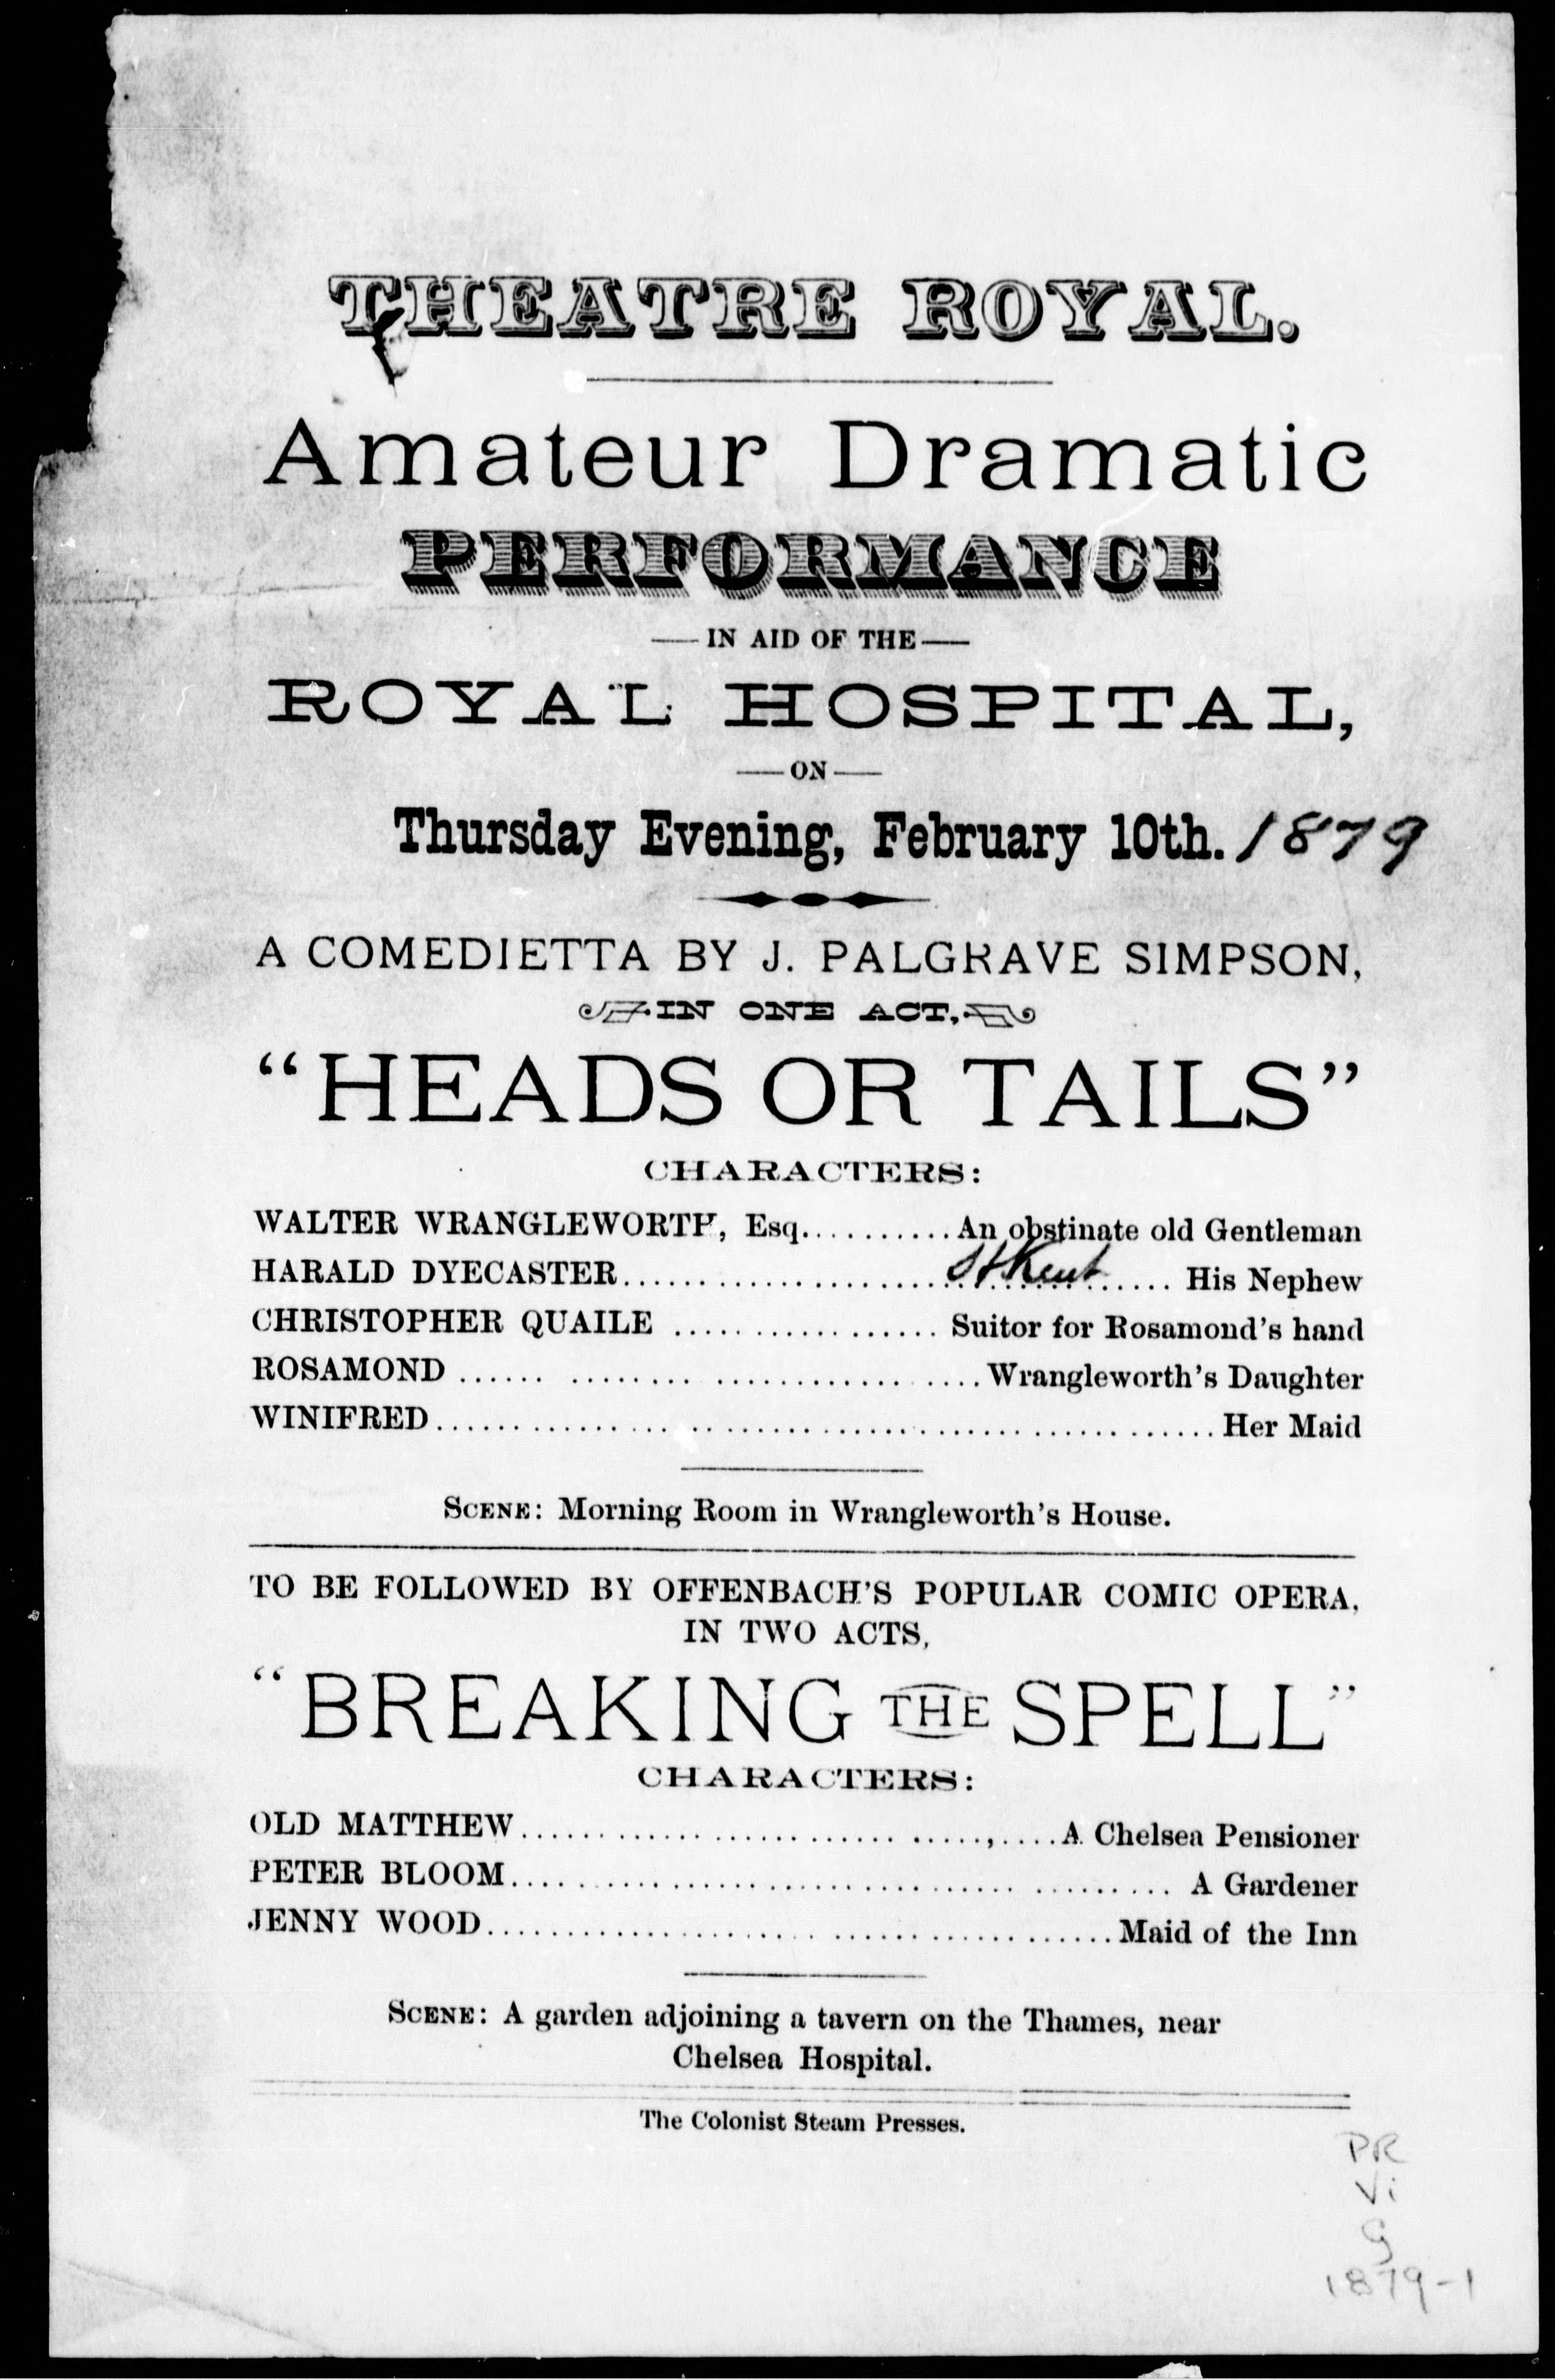 THEATRE ROYAL.
Amateur Dramatic
PERFORMANCE
— IN AID OF THE —
ROYAL HOSPITAL,
— ON —
Thursday Evening, February 10th. 1879
A COMEDIETTA BY J. PALGRAVE SIMPSON,
IN ONE ACT,
"HEADS OR TAILS"
CHARACTERS:
WALTER WRANGLEWORTH, Esq...........An obstinate old Gentleman
HARALD DYECASTER..................... Kent ..... His Nephew
CHRISTOPHER QUAILE .................. Suitor for Rosamond's hand
ROSAMOND ...... ........ ................ Wrangleworth's Daughter
WINIFRED.................................................. Her Maid
SCENE: Morning Room in Wrangleworth's House.
TO BE FOLLOWED BY OFFENBACH'S POPULAR COMIC OPERA,
IN TWO ACTS,
"BREAKING THE SPELL"
CHARACTERS:
OLD MATTHEW........................ .....,....A Chelsea Pensioner
PETER BLOOM................................ ......... A Gardener
JENNY WOOD........................................Maid of the Inn
SCENE: A garden adjoining a tavern on the Thames, near
Chelsea Hospital.
The Colonist Steam Presses.
PR
Vi
G
1879-1